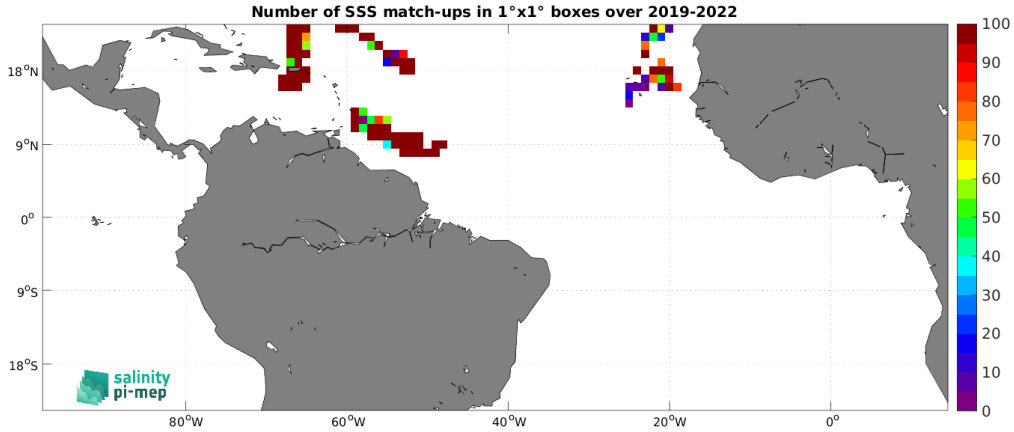 Number of SSS match-ups in 1°x1° boxes over 2019-2022
18°N
9°N
0°
9°S
18°S
80°W
60°W
40°W
20°W
0°
100
90
80
70
60
50
40
30
20
10
0
salinity
pi-mep